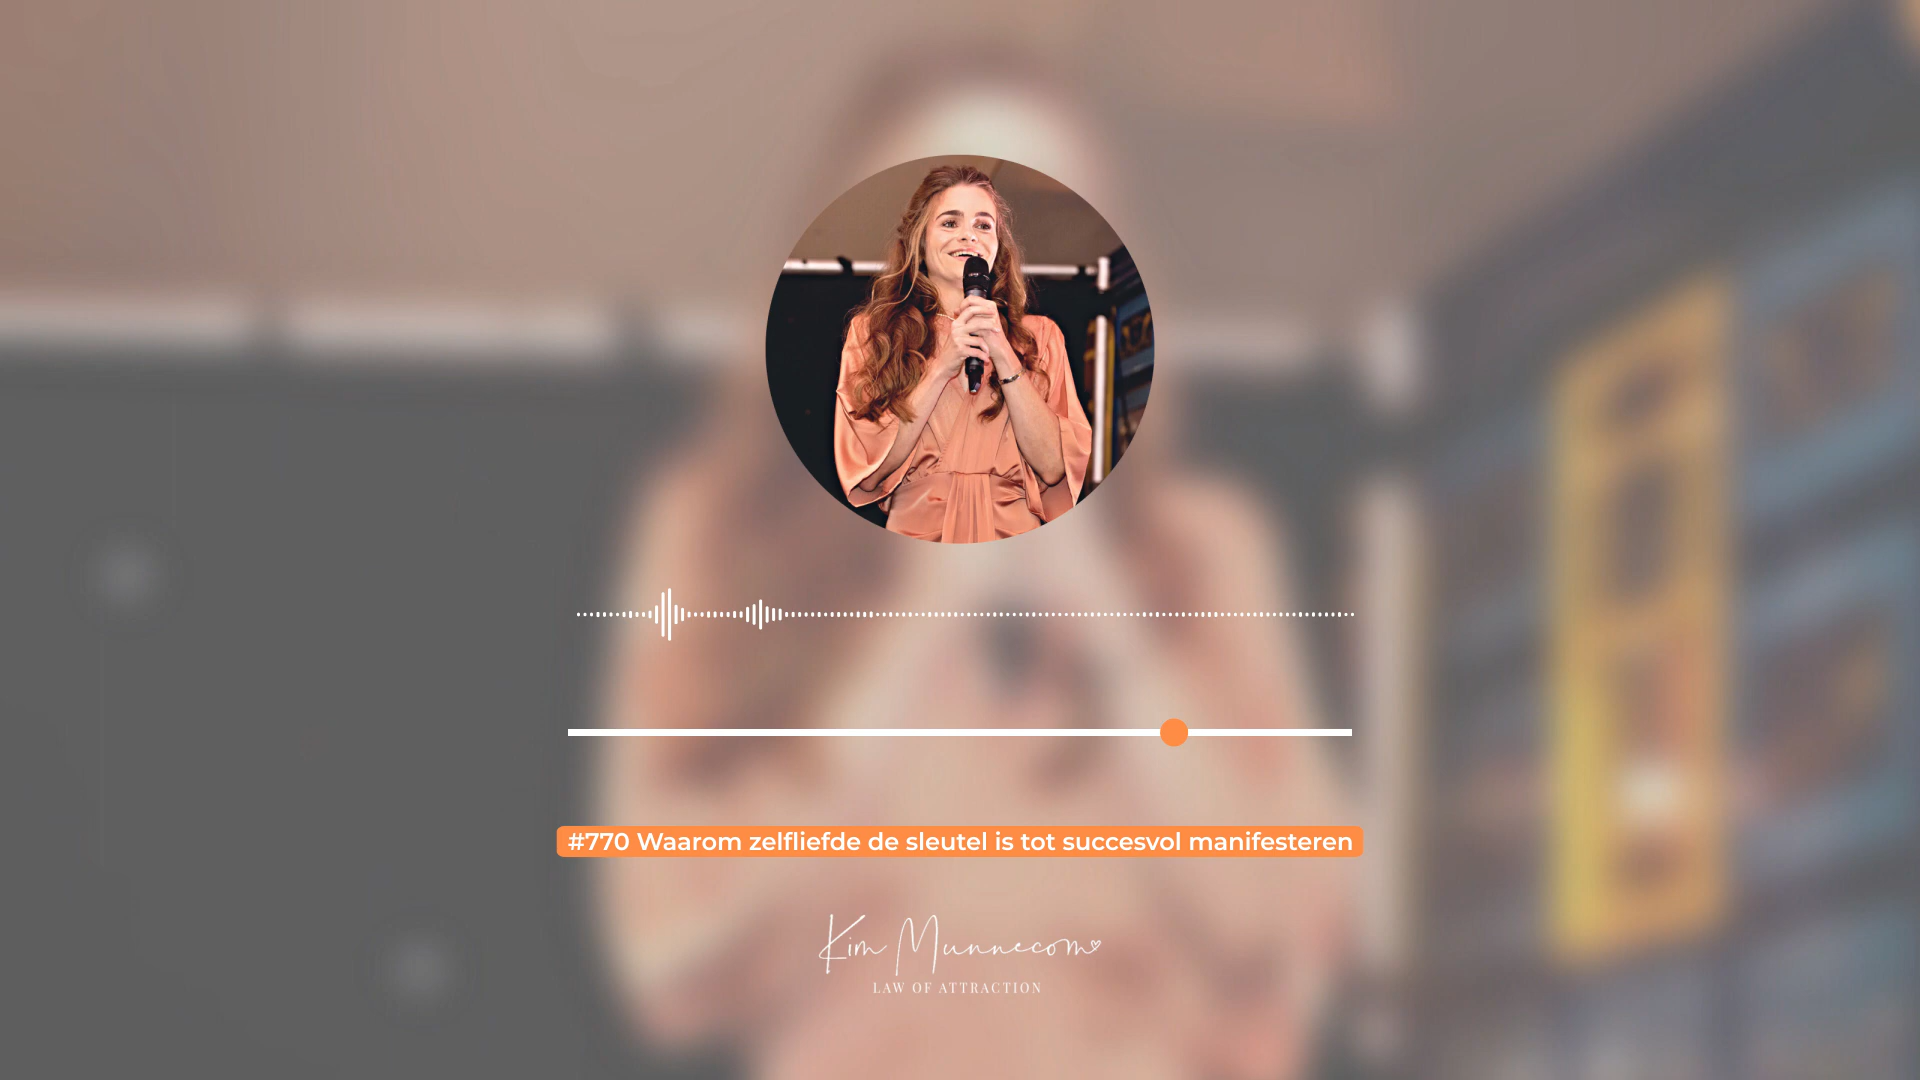 #770 Waarom zelfliefde de sleutel is tot succesvol manifesteren
Kim Munnecom
LAW OF ATTRACTION